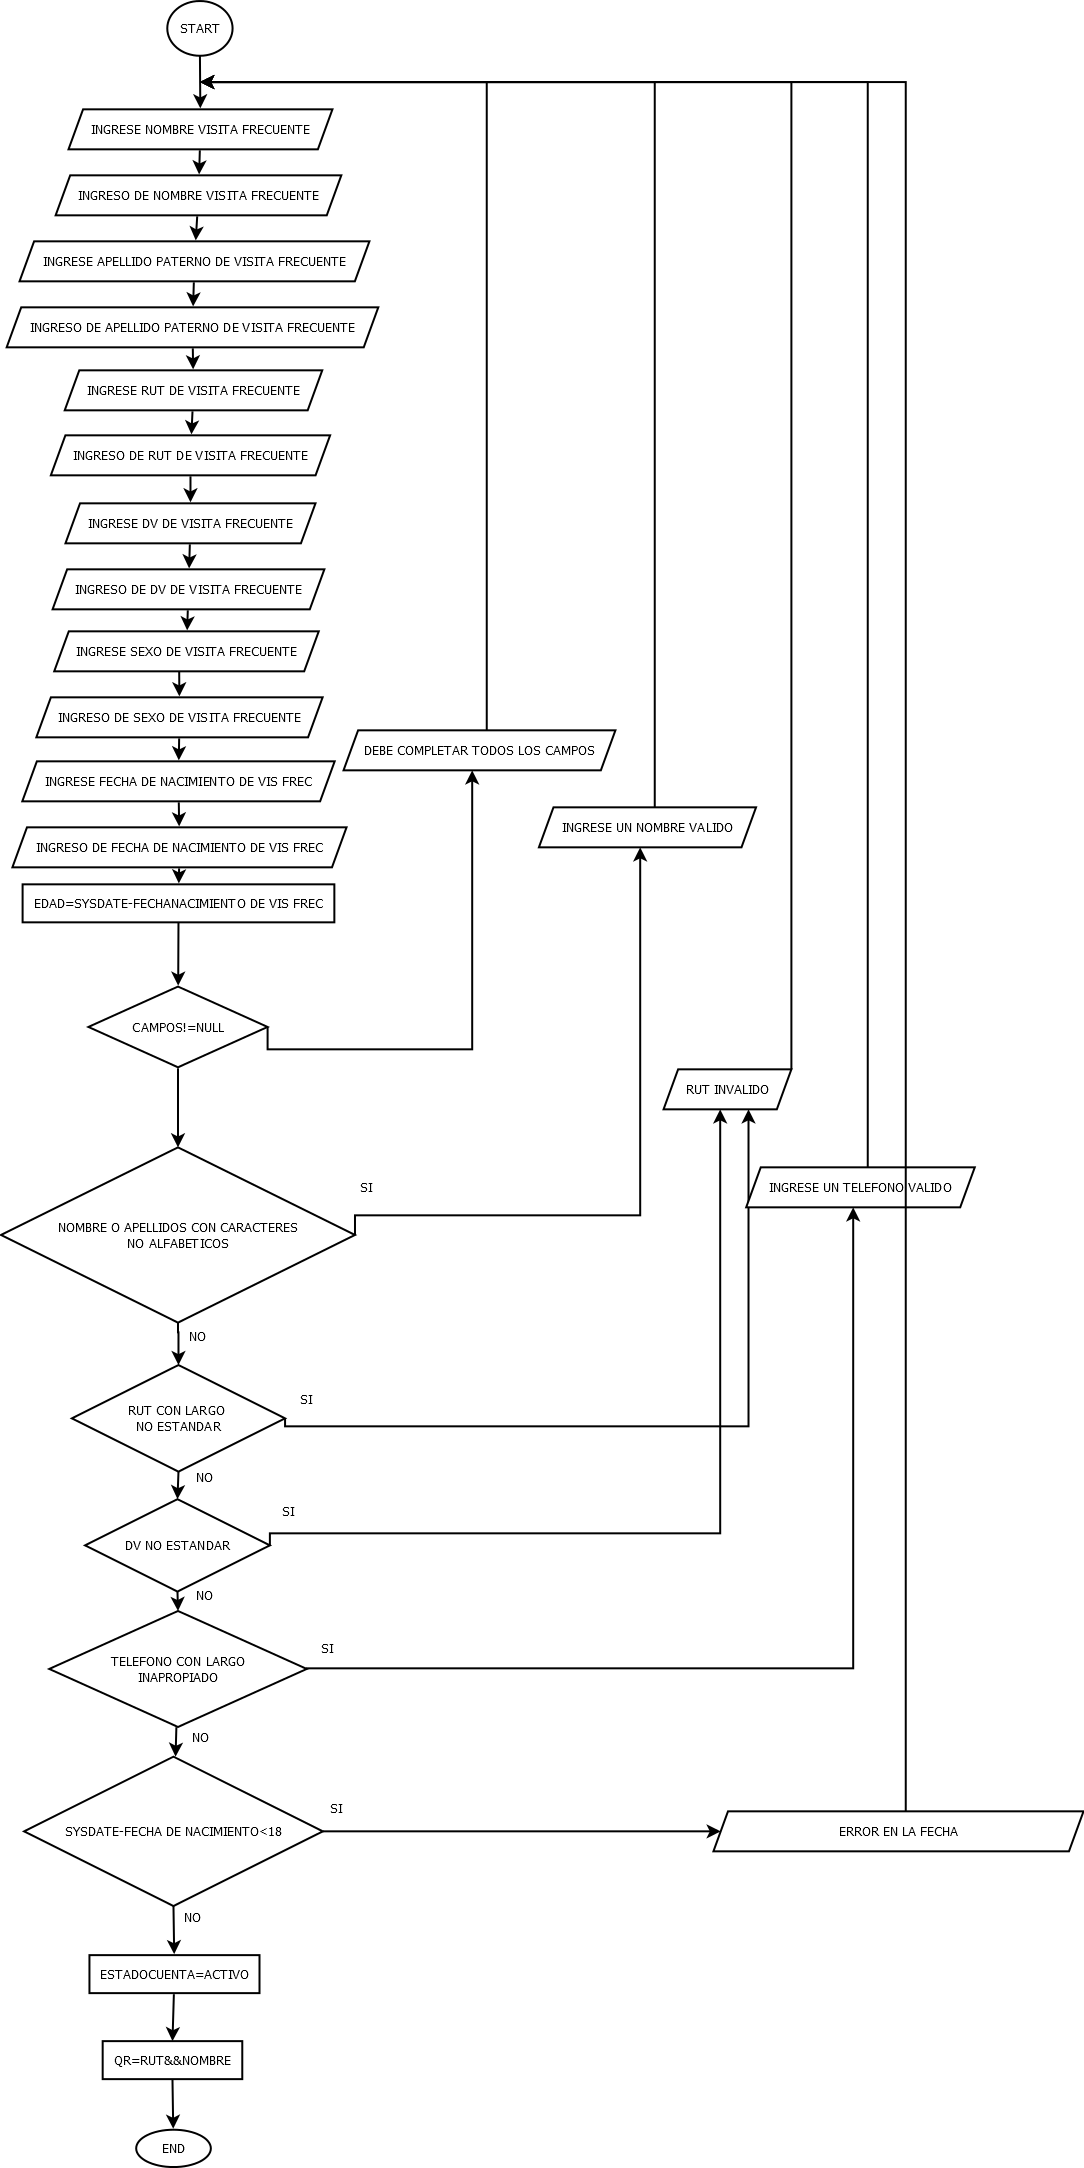 START
INGRESE NOMBRE VISITA FRECUENTE
INGRESO DE NOMBRE VISITA FRECUENTE
INGRESE APELLIDO PATERNO DE VISITA FRECUENTE
INGRESO DE APELLIDO PATERNO DE VISITA FRECUENTE
INGRESE RUT DE VISITA FRECUENTE
INGRESO DE RUT DE VISITA FRECUENTE
INGRESE DV DE VISITA FRECUENTE
INGRESO DE DV DE VISITA FRECUENTE
INGRESE SEXO DE VISITA FRECUENTE
INGRESO DE SEXO DE VISITA FRECUENTE
DEBE COMPLETAR TODOS LOS CAMPOS
INGRESE FECHA DE NACIMIENTO DE VIS FREC
INGRESE UN NOMBRE VALIDO
INGRESO DE FECHA DE NACIMIENTO DE VIS FREC
EDAD=SYSDATE-FECHANACIMIENTO DE VIS FREC
CAMPOS!=NULL
RUT INVALIDO
SI
INGRESE UN TELEFONO VALIDO
NOMBRE O APELLIDOS CON CARACTERES
NO ALFABETICOS
NO
SI
RUT CON LARGO
NO ESTANDAR
NO
SI
DV NO ESTANDAR
NO
SI
TELEFONO CON LARGO
INAPROPIADO
NO
SI
SYSDATE-FECHA DE NACIMIENTO<18
ERROR EN LA FECHA
NO
ESTADOCUENTA=ACTIVO
QR=RUT&&NOMBRE
END